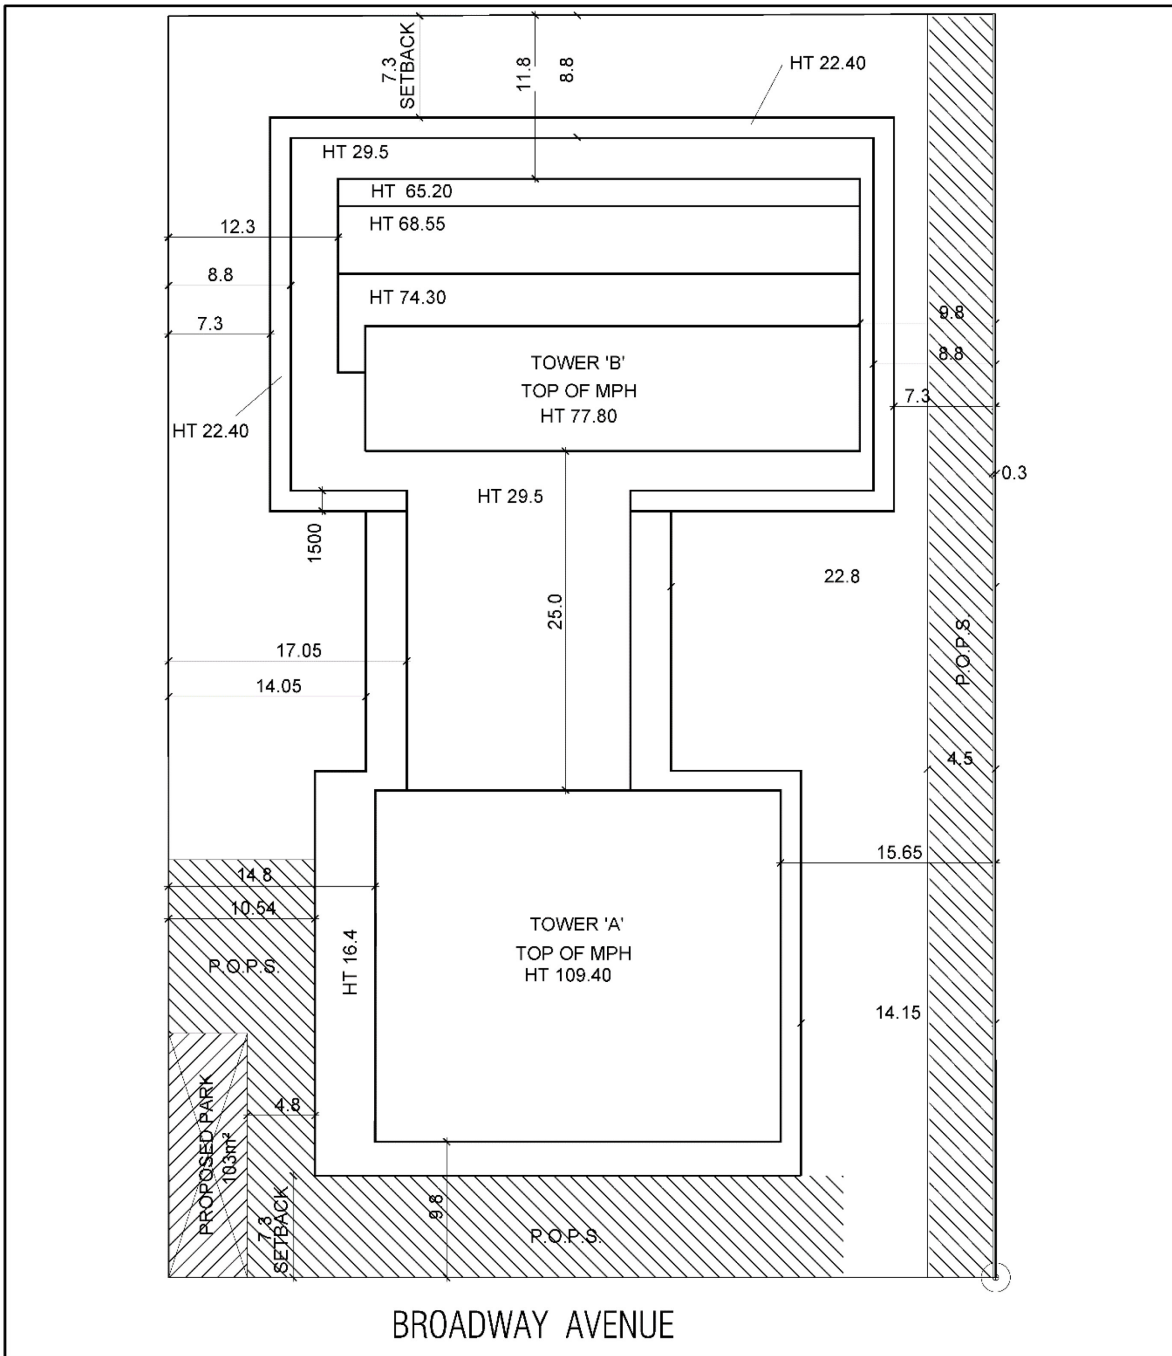 7.3
SETBACK
11.8
8.8
HT 22.40
HT 29.5
HT 65.20
12.3
HT 68.55
8.8
HT 74.30
7.3
9.8
TOWER 'B'
8.8
TOP OF MPH
7.3
HT 77.80
HT 22.40
0.3
HT 29.5
1500
22.8
25.0
P.O.P.S.
17.05
14.05
4.5
15.65
14.8
10.54
TOWER 'A'
HT 16.4
TOP OF MPH
P.O.P.S.
HT 109.40
14.15
PROPOSED PARK
103m²
4.8
7.3
SETBACK
9.8
P.O.P.S.
BROADWAY AVENUE